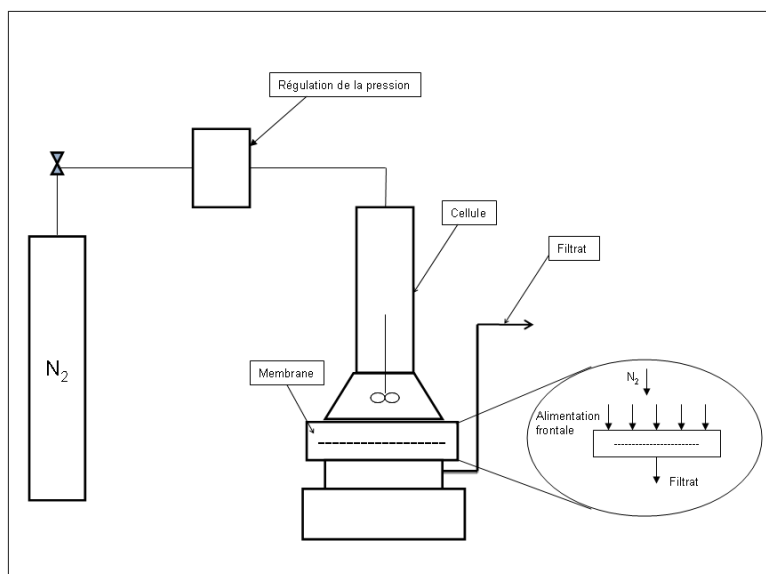 Régulation de la pression
Cellule
Filtrat
N2
Membrane
N2
Alimentation
frontale
Filtrat